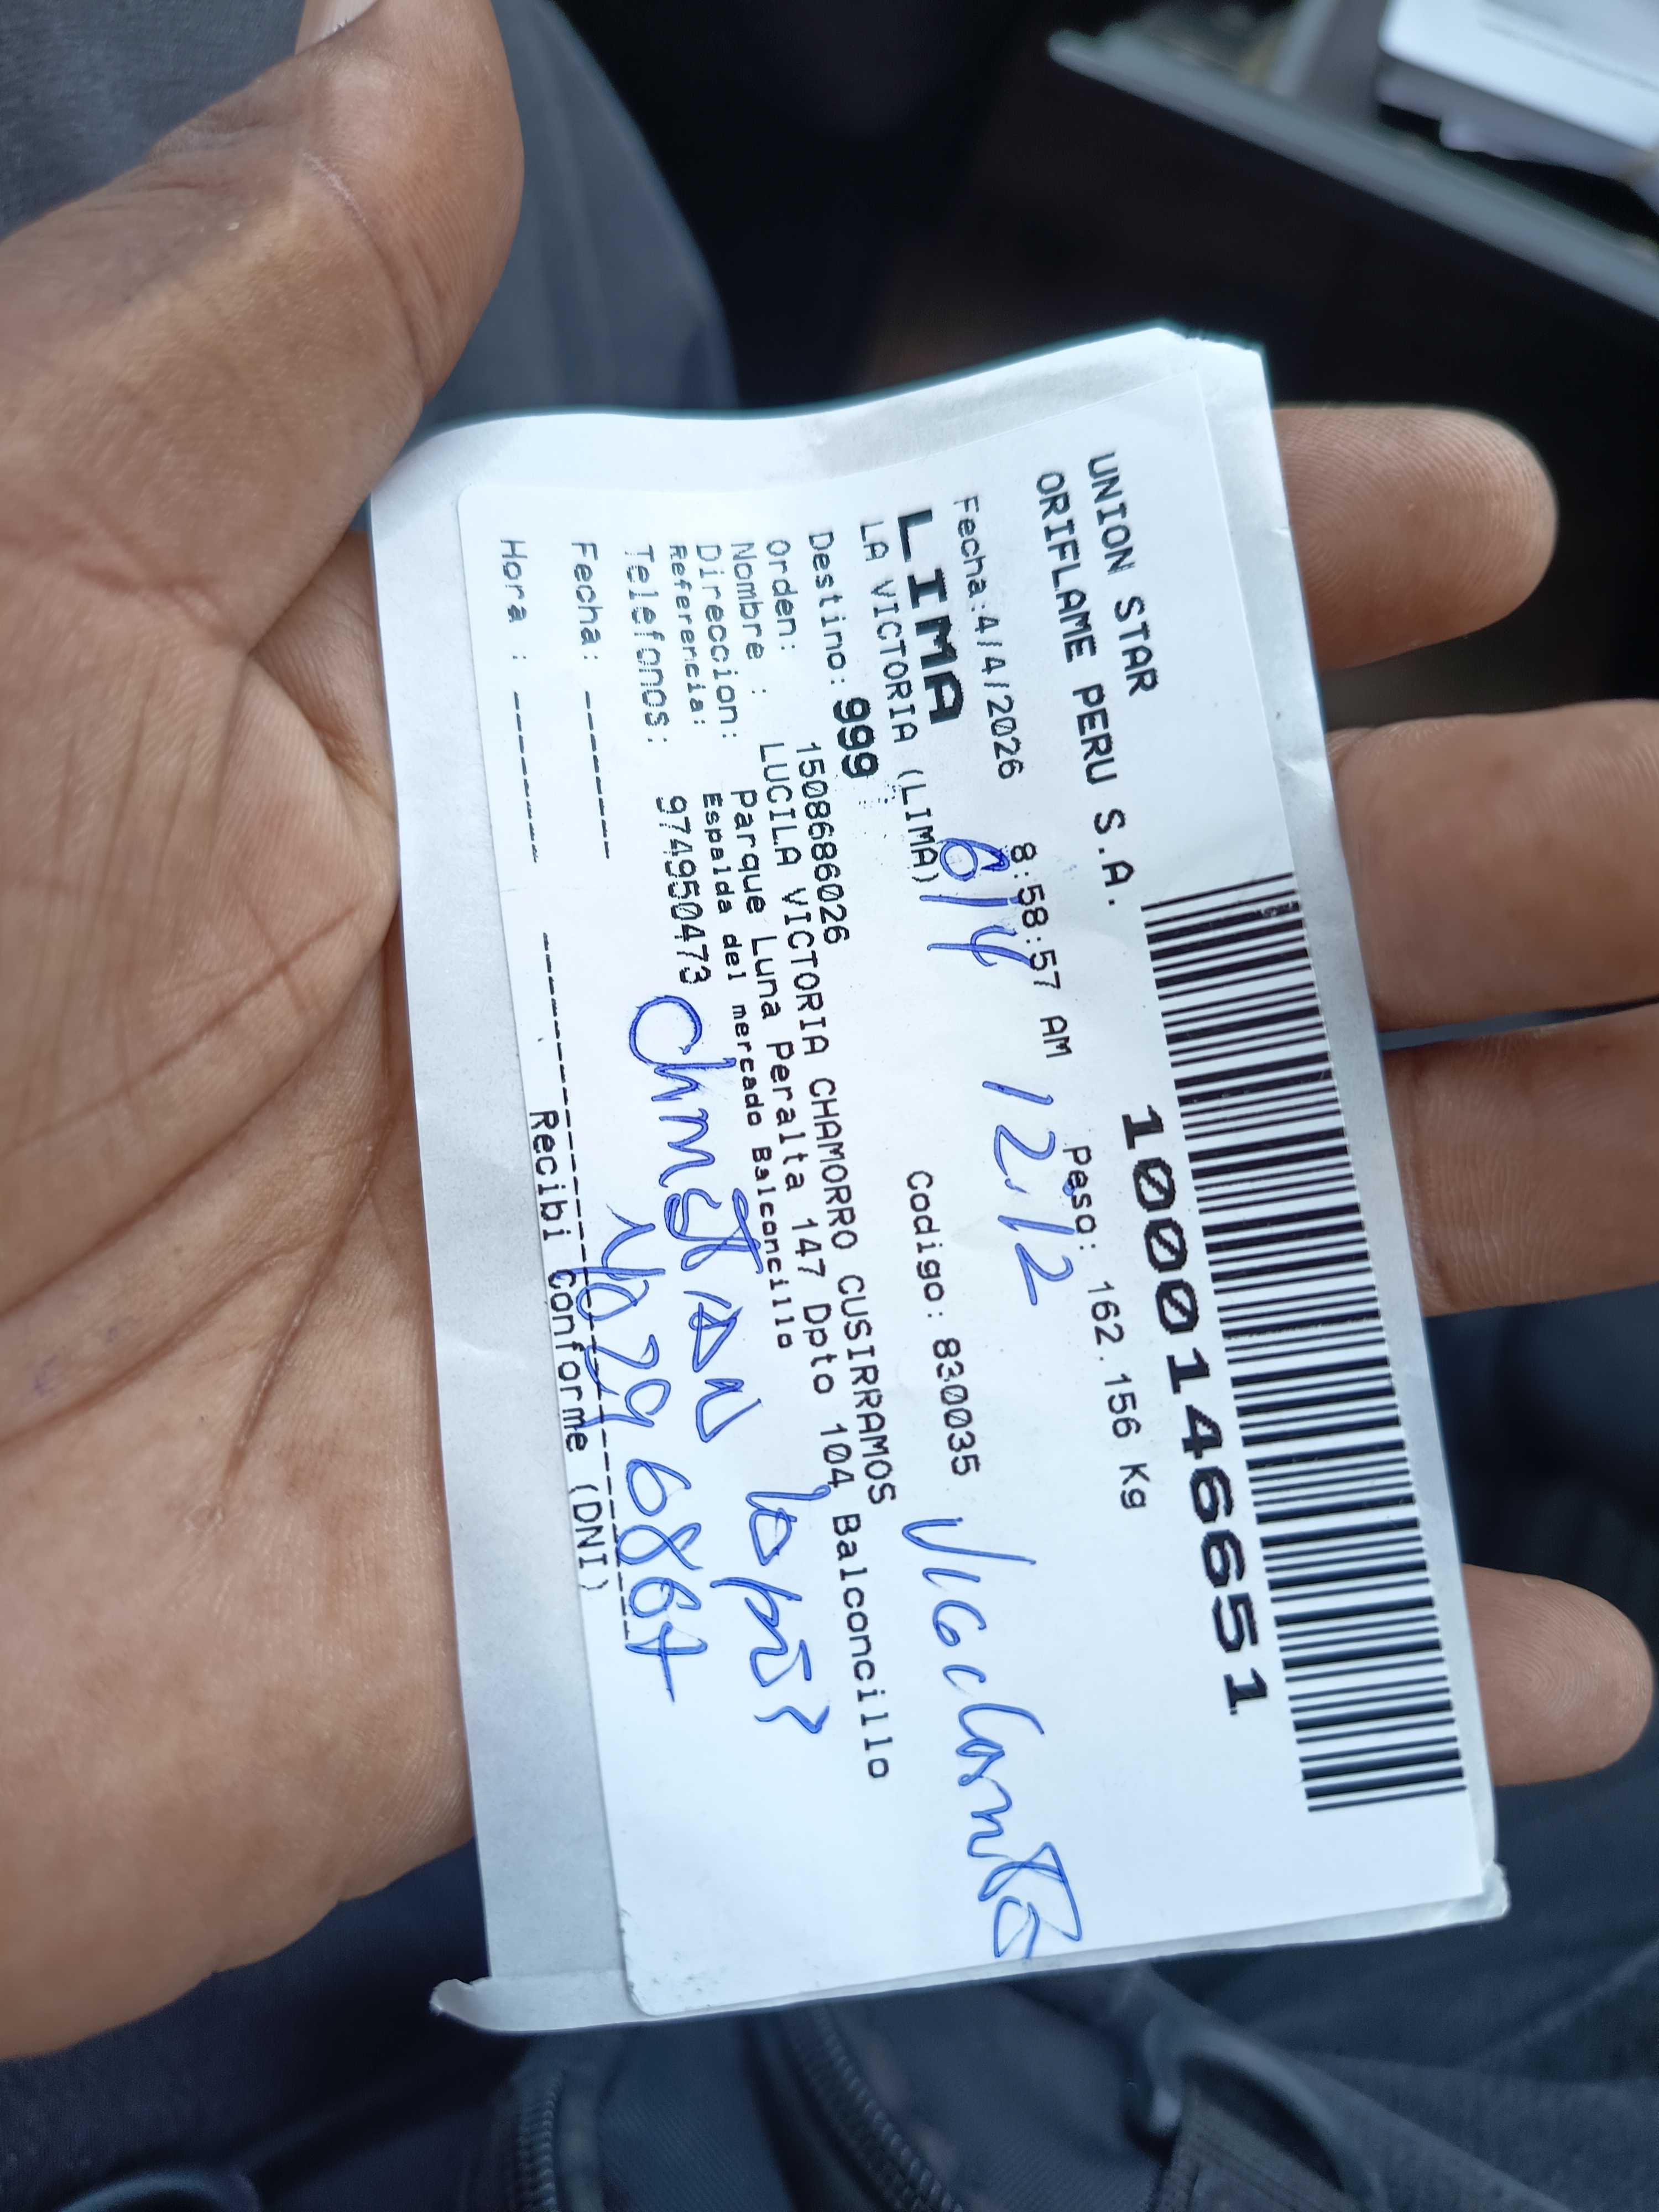 10001466651
UNION STAR
ORIFLAME PERU S.A.
Fecha:4/4/2026 8:58:57 AM Peso: 162.156 Kg
6/4 12:12
LIMA
LA VICTORIA (LIMA) Codigo: 830035
Destino: 999
Orden: 1508686026
Nombre : LUCILA VICTORIA CHAMORRO CUSIRRAMOS
Direccion: Parque Luna Peralta 147 Dpto 104 Balconcillo
Referencia: Espalda del mercado Balconcillo
Telefonos: 974950473
Christian
Fecha: ------
Hora : ------
Recibi Conforme (DNI)